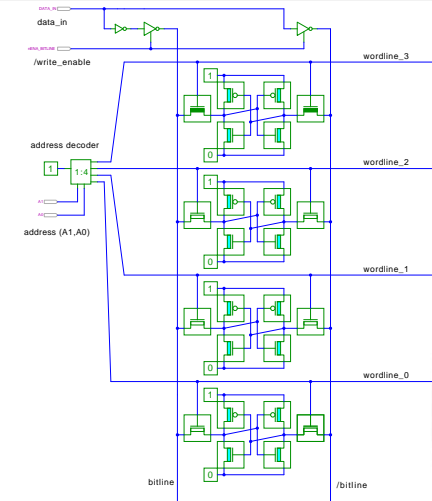 DATA_IN
data_in
nENA_BITLINE
/write_enable
wordline_3
1
0
address decoder
wordline_2
1
1:4
1
A1
A0
address (A1,A0)
0
wordline_1
1
0
wordline_0
1
0
bitline
/bitline